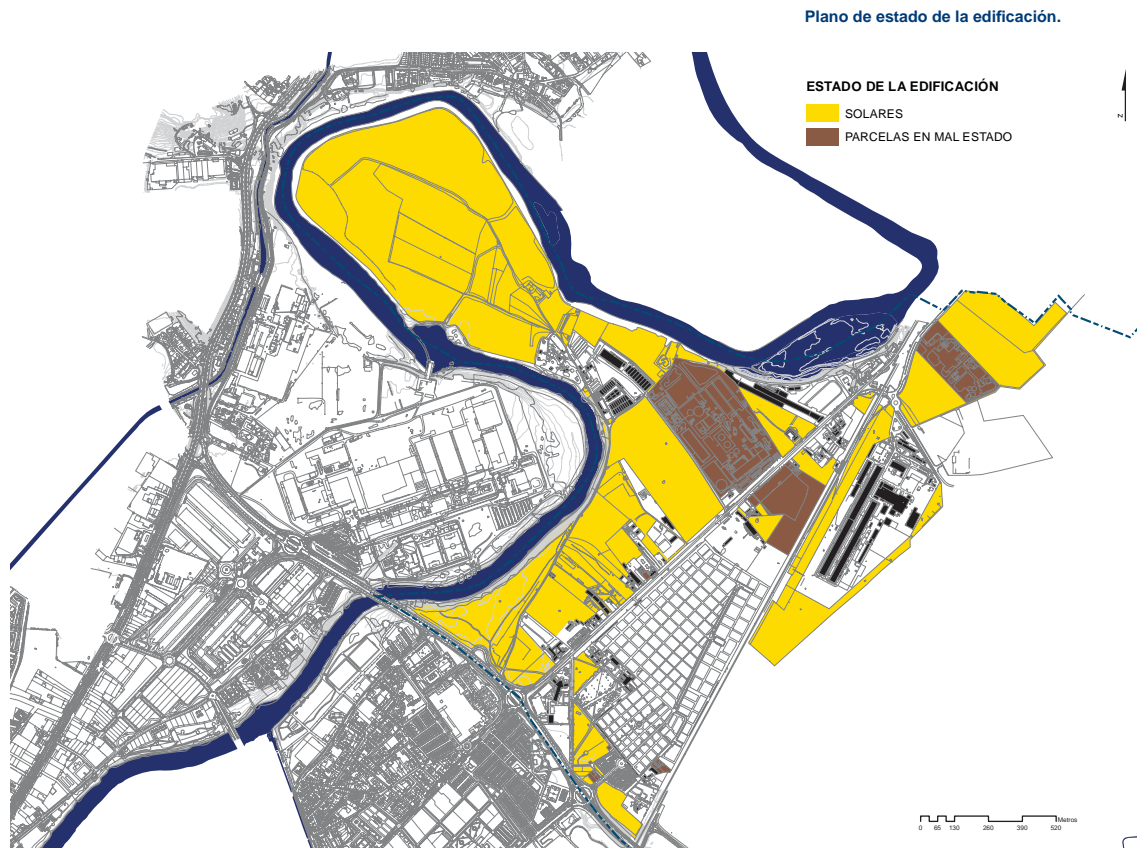 Plano de estado de la edificación.
ESTADO DE LA EDIFICACIÓN
SOLARES
PARCELAS EN MAL ESTADO
N
0 65 130 260 390 520 Metros